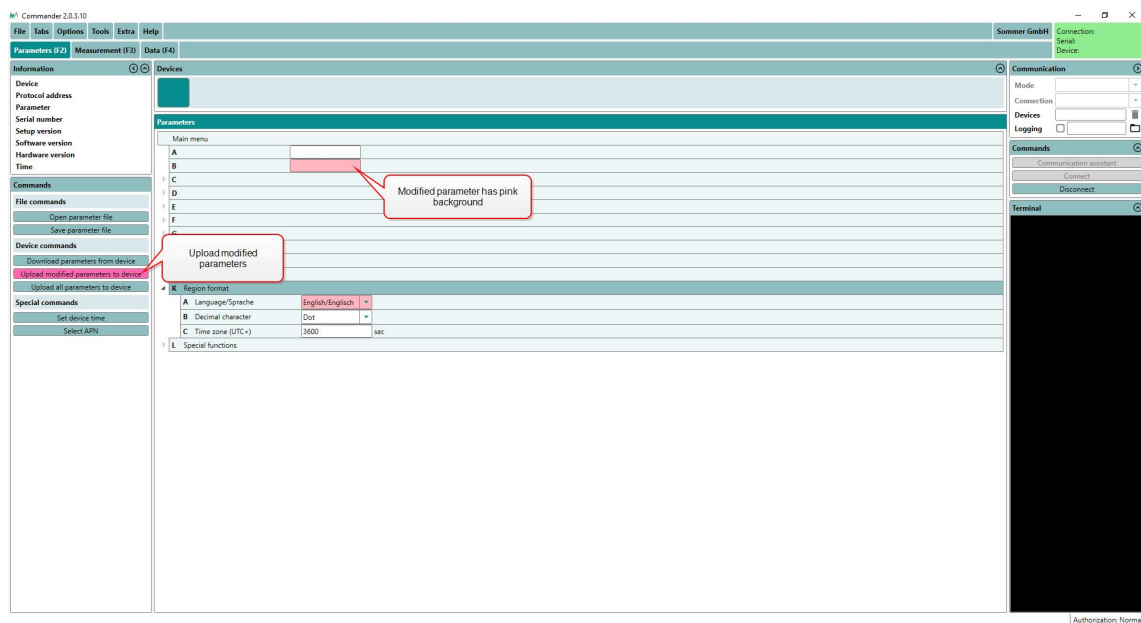 Commander 2.0.3.10
File Tabs Options Tools Extra Help
Sommer GmbH
Connection:
Serial:
Device:
Parameters (F2) Measurement (F3) Data (F4)
Information
Device
Protocol address
Parameter
Serial number
Setup version
Software version
Hardware version
Time
Commands
File commands
Open parameter file
Save parameter file
Device commands
Download parameters from device
Upload modified parameters to device
Upload all parameters to device
Special commands
Set device time
Select APN
Devices
Parameters
Main menu
A
B
C
D
E
F
G
Modified parameter has pink
background
Upload modified
parameters
K Region format
A Language/Sprache English/Englisch
B Decimal character Dot
C Time zone (UTC+) 3600 sec
L Special functions
Communication
Mode
Connection
Devices
Logging
Commands
Communication assistant
Connect
Disconnect
Terminal
Authorization: Norma